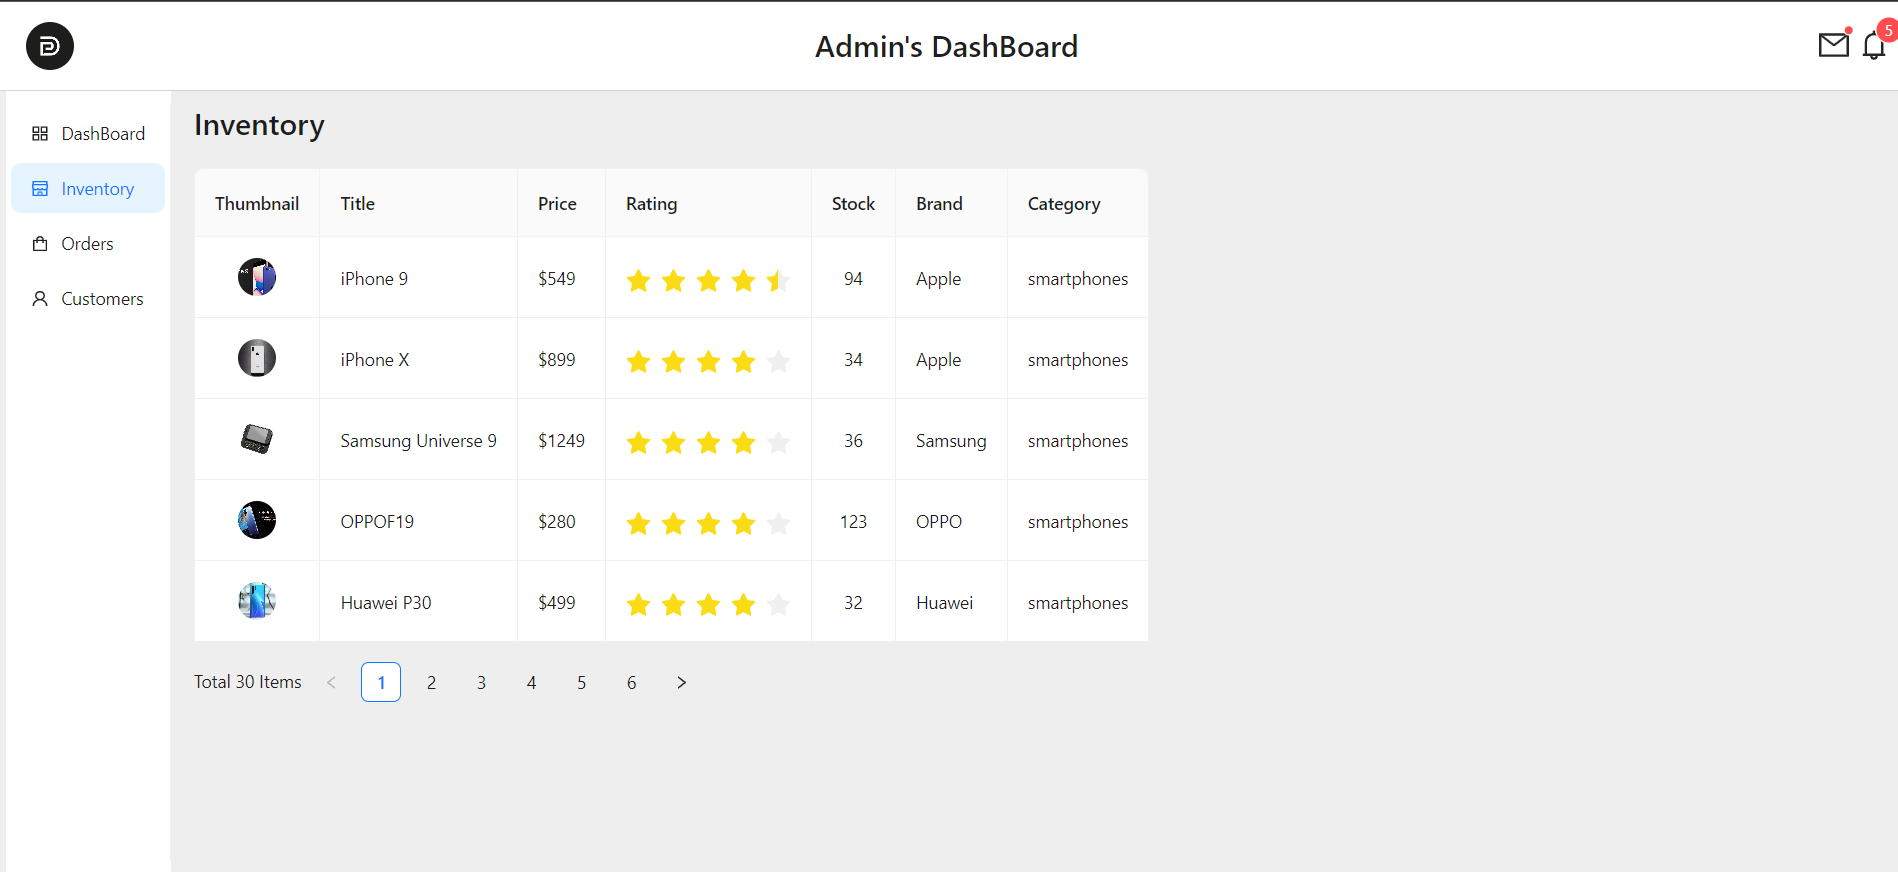 Admin's DashBoard
5
DashBoard
Inventory
Orders
Customers
Inventory
Thumbnail Title Price Rating Stock Brand Category
iPhone 9 $549 94 Apple smartphones
iPhone X $899 34 Apple smartphones
Samsung Universe 9 $1249 36 Samsung smartphones
OPPOF19 $280 123 OPPO smartphones
Huawei P30 $499 32 Huawei smartphones
Total 30 Items < 1 2 3 4 5 6 >